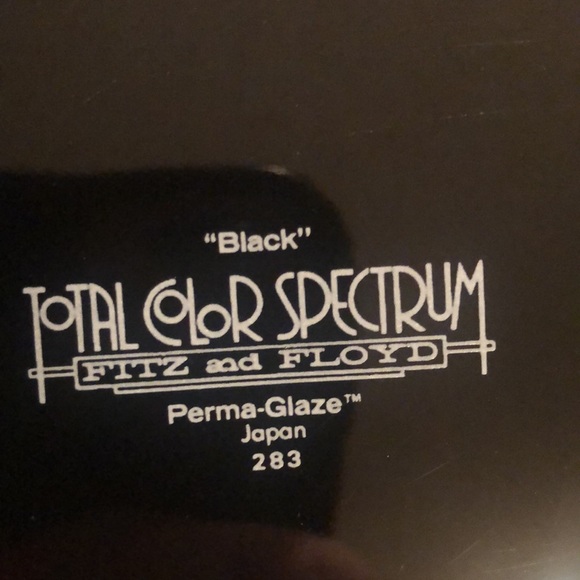 "Black"
TOTAL COLOR SPECTRUM
FITZ and FLOYD
Perma-Glaze™
Japan
283